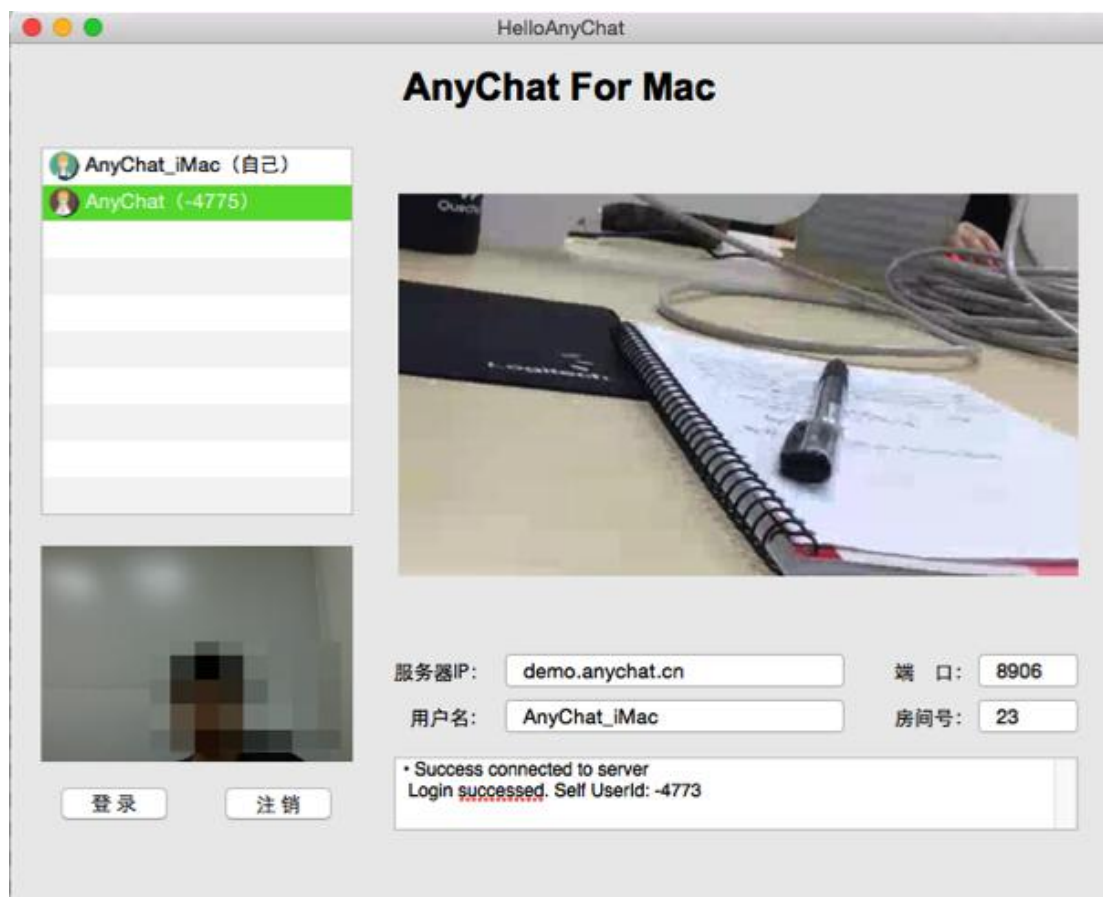 HelloAnyChat
AnyChat For Mac
AnyChat_iMac（自己）
AnyChat（-4775）
Logitech
服务器IP：
demo.anychat.cn
端 口：
8906
用户名：
AnyChat_iMac
房间号：
23
• Success connected to server
Login successed. Self UserId: -4773
登 录
注 销